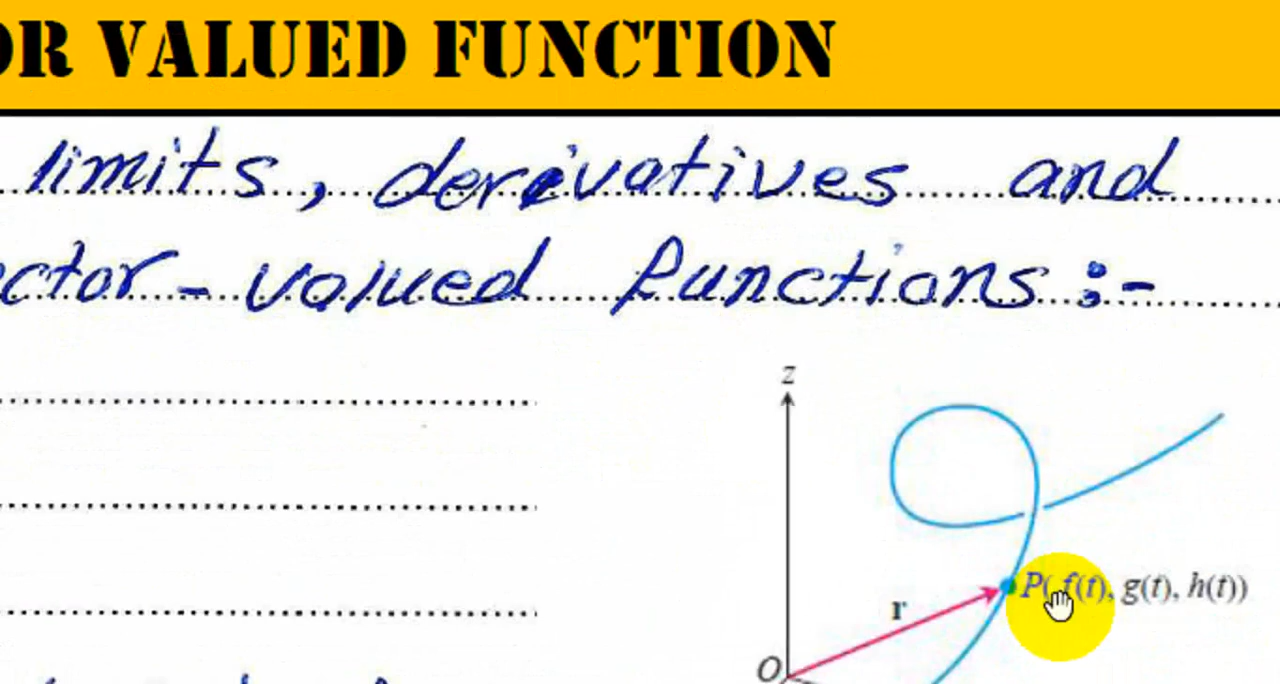 OR VALUED FUNCTION
limits, derivatives and
ctor - valued functions :-
z
P(f(t), g(t), h(t))
r
O